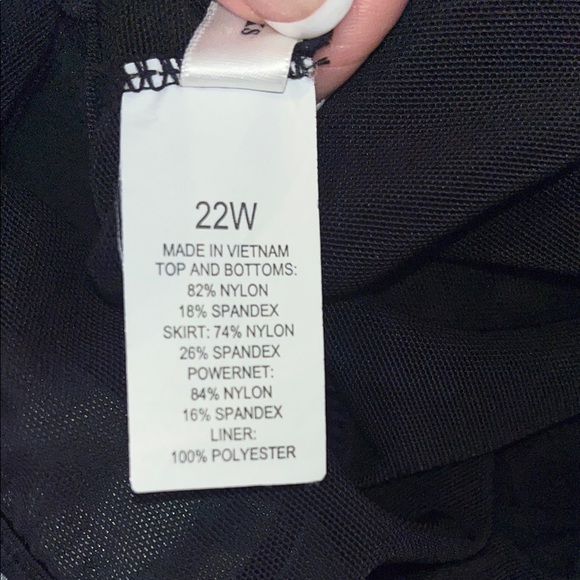 22W
MADE IN VIETNAM
TOP AND BOTTOMS:
82% NYLON
18% SPANDEX
SKIRT: 74% NYLON
26% SPANDEX
POWERNET:
84% NYLON
16% SPANDEX
LINER:
100% POLYESTER